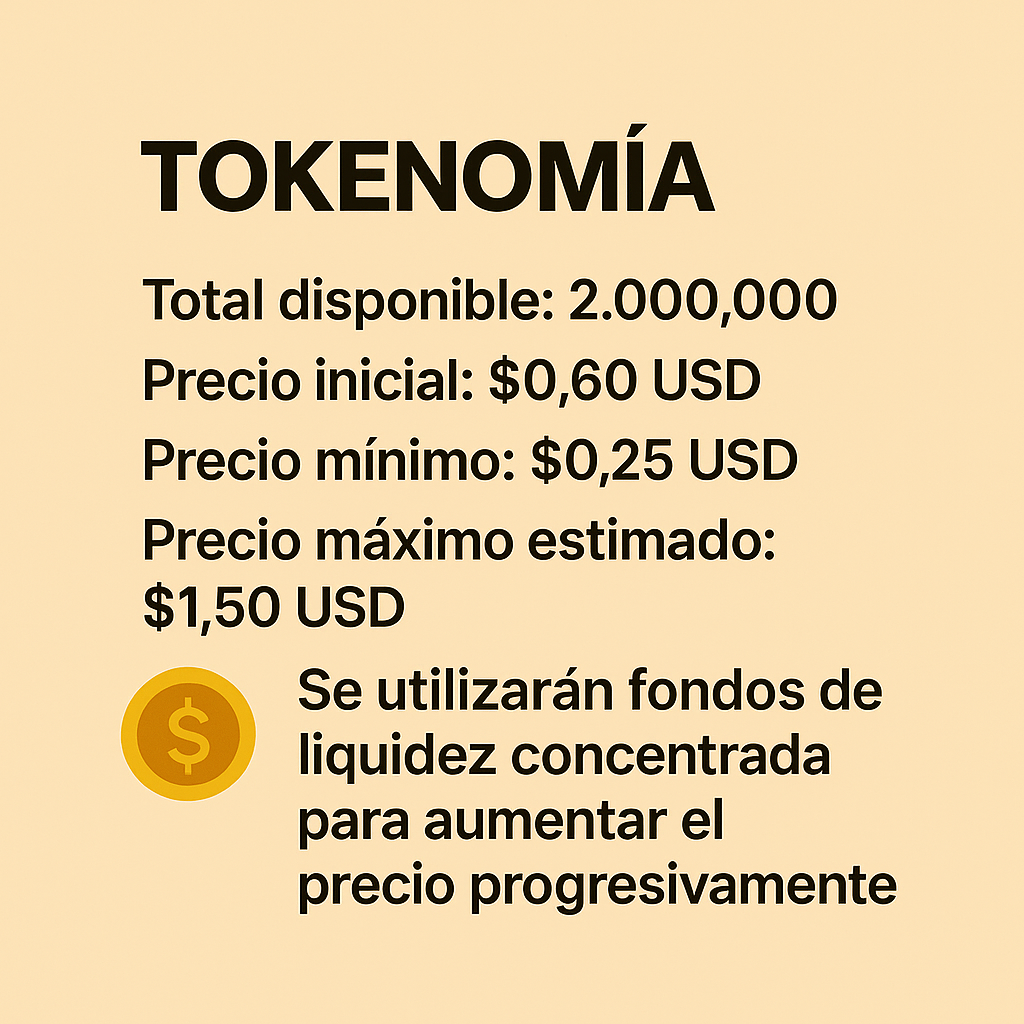 TOKENOMÍA
Total disponible: 2.000,000
Precio inicial: $0,60 USD
Precio mínimo: $0,25 USD
Precio máximo estimado:
$1,50 USD
$
Se utilizarán fondos de
liquidez concentrada
para aumentar el
precio progresivamente